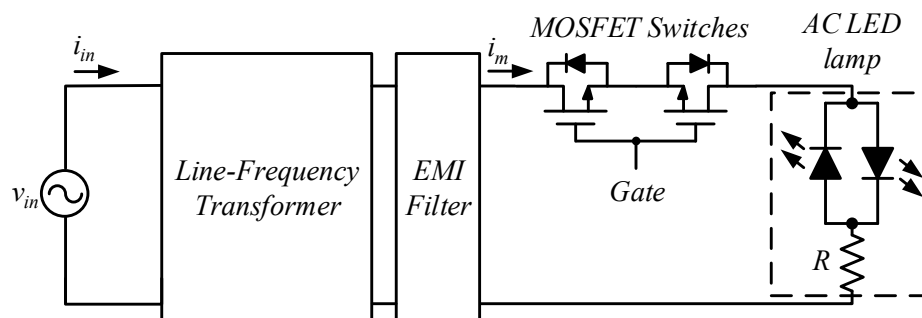 i_in
v_in
Line-Frequency
Transformer
EMI
Filter
i_m
MOSFET Switches
Gate
AC LED
lamp
R